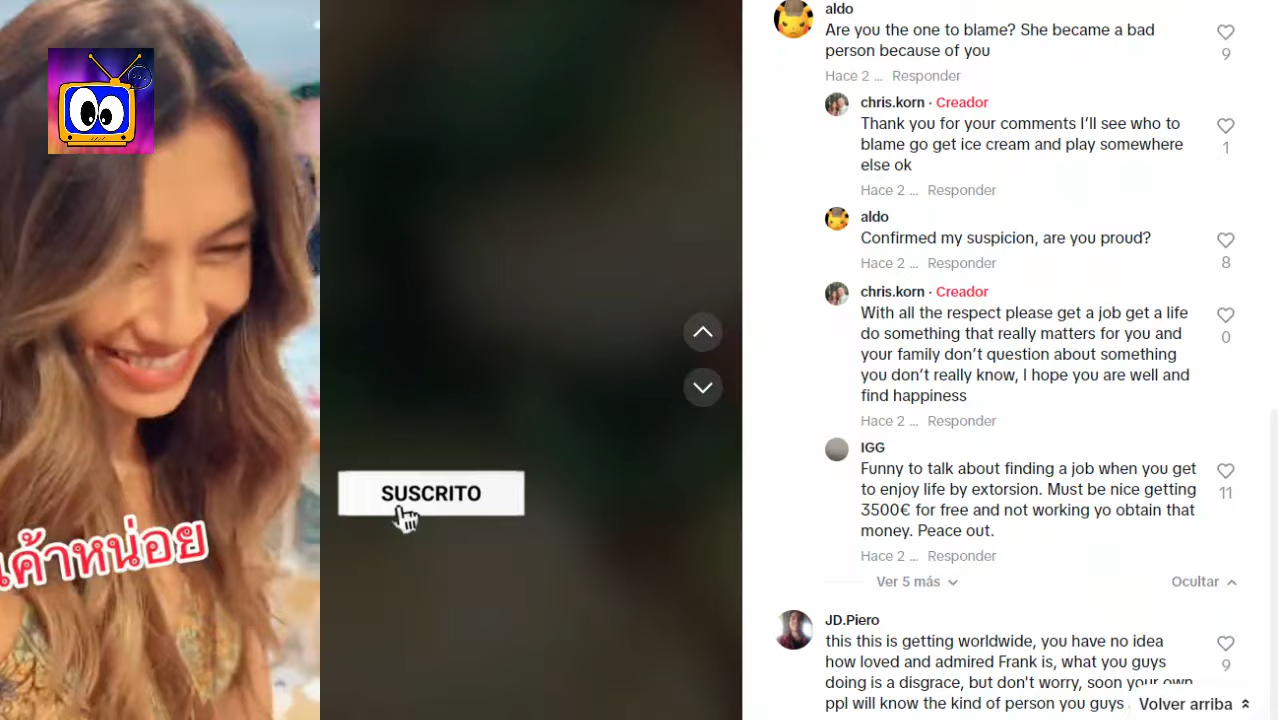 ค้าหน่อย
SUSCRITO
aldo
Are you the one to blame? She became a bad
person because of you
9
Hace 2 ... Responder
chris.korn · Creador
Thank you for your comments I’ll see who to
blame go get ice cream and play somewhere
else ok
1
Hace 2 ... Responder
aldo
Confirmed my suspicion, are you proud?
8
Hace 2 ... Responder
chris.korn · Creador
With all the respect please get a job get a life
do something that really matters for you and
your family don’t question about something
you don’t really know, I hope you are well and
find happiness
0
Hace 2 ... Responder
IGG
Funny to talk about finding a job when you get
to enjoy life by extorsion. Must be nice getting
3500€ for free and not working yo obtain that
money. Peace out.
11
Hace 2 ... Responder
Ver 5 más
Ocultar
JD.Piero
this this is getting worldwide, you have no idea
how loved and admired Frank is, what you guys
doing is a disgrace, but don't worry, soon your own
ppl will know the kind of person you guys
9
Volver arriba